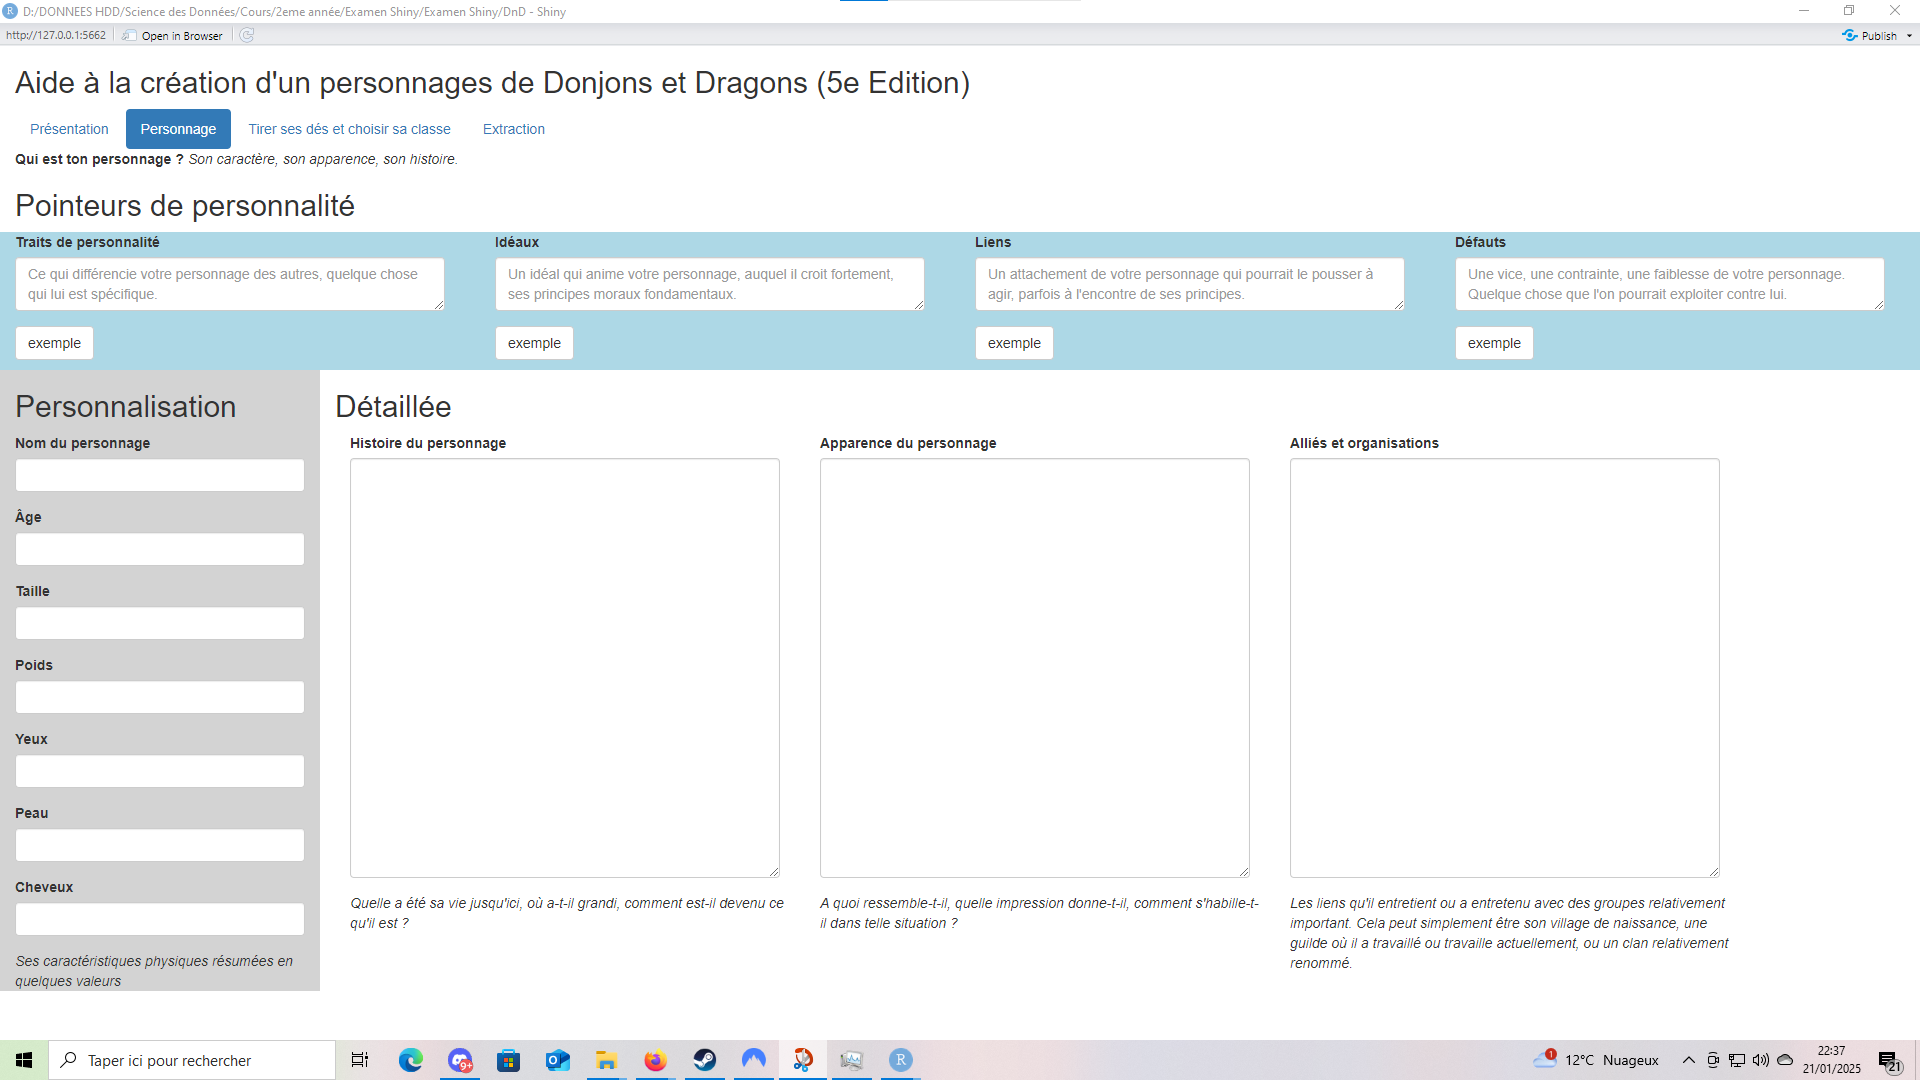 D:/DONNEES HDD/Science des Données/Cours/2eme année/Examen Shiny/Examen Shiny/DnD - Shiny
http://127.0.0.1:5662 Open in Browser Publish
Aide à la création d'un personnages de Donjons et Dragons (5e Edition)
Présentation Personnage Tirer ses dés et choisir sa classe Extraction
Qui est ton personnage ? Son caractère, son apparence, son histoire.
Pointeurs de personnalité
Traits de personnalité
Ce qui différencie votre personnage des autres, quelque chose
qui lui est spécifique.
exemple
Idéaux
Un idéal qui anime votre personnage, auquel il croit fortement,
ses principes moraux fondamentaux.
exemple
Liens
Un attachement de votre personnage qui pourrait le pousser à
agir, parfois à l'encontre de ses principes.
exemple
Défauts
Une vice, une contrainte, une faiblesse de votre personnage.
Quelque chose que l'on pourrait exploiter contre lui.
exemple
Personnalisation
Nom du personnage
Âge
Taille
Poids
Yeux
Peau
Cheveux
Ses caractéristiques physiques résumées en
quelques valeurs
Détaillée
Histoire du personnage
Quelle a été sa vie jusqu'ici, où a-t-il grandi, comment est-il devenu ce
qu'il est ?
Apparence du personnage
A quoi ressemble-t-il, quelle impression donne-t-il, comment s'habille-t-
il dans telle situation ?
Alliés et organisations
Les liens qu'il entretient ou a entretenu avec des groupes relativement
important. Cela peut simplement être son village de naissance, une
guilde où il a travaillé ou travaille actuellement, ou un clan relativement
renommé.
Taper ici pour rechercher
9+
R
1
12°C Nuageux
22:37
21/01/2025
21